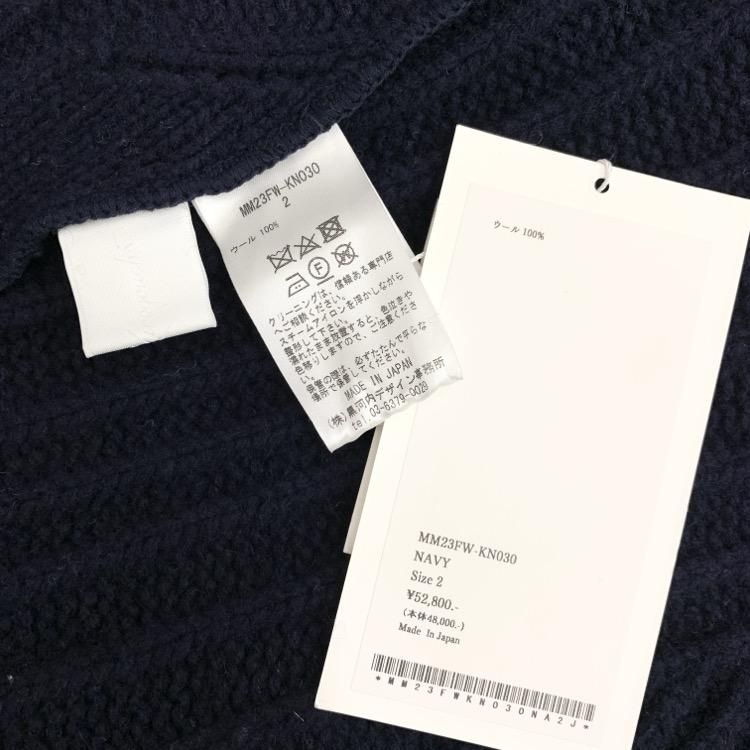 MM23FW-KN030
2
ウール 100%
クリーニングは、信頼ある専門店
へご相談ください。
スチームアイロンを浮かしながら
整形して下さい。
濡れたまま放置すると、色泣きや
色移りしますので、ご注意くださ
い。
保管の際は、必ずたたんで平らな
場所で保管してください。
MADE IN JAPAN
(株)黒河内デザイン事務所
tel.03-6379-0029
ウール 100%
MM23FW-KN030
NAVY
Size 2
¥52,800.-
(本体48,000.-)
Made In Japan
*MM23FWKN030NA2J*